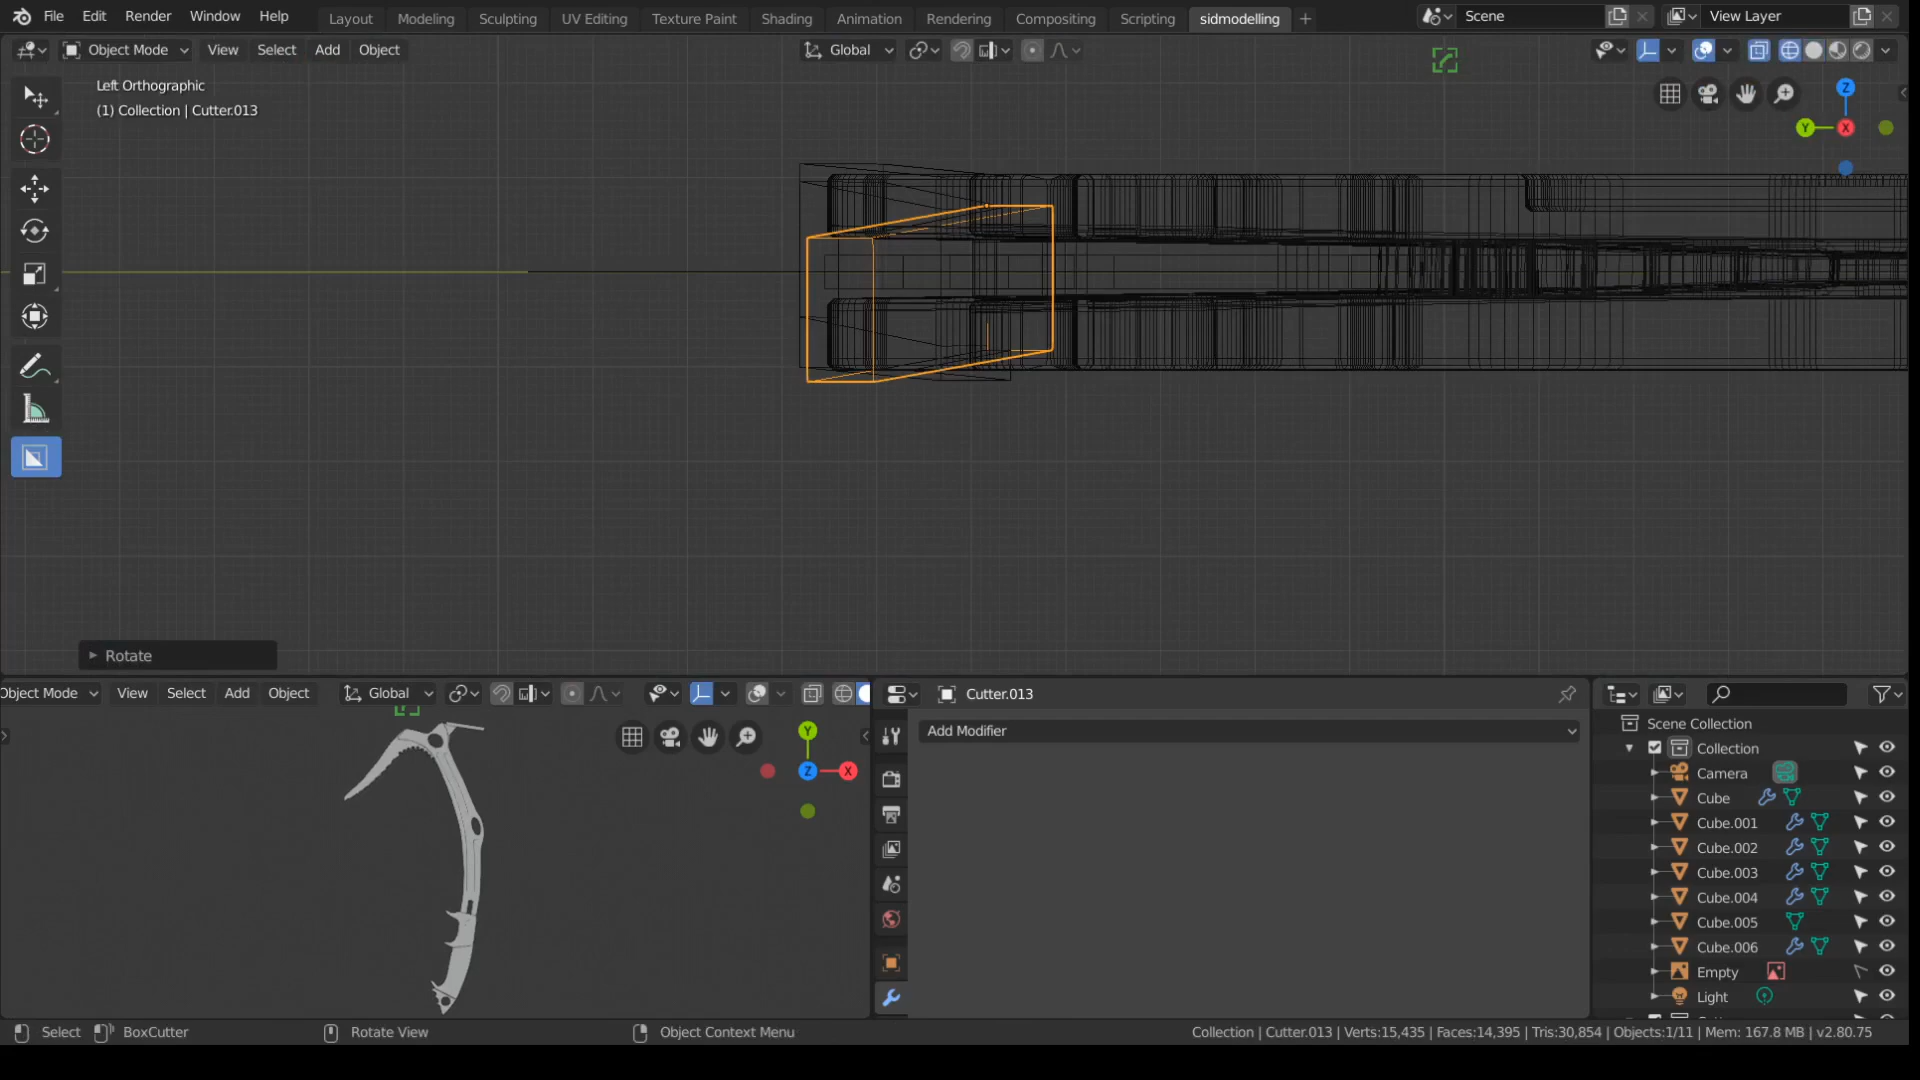 File Edit Render Window Help Layout Modeling Sculpting UV Editing Texture Paint Shading Animation Rendering Compositing Scripting sidmodelling + Scene View Layer
Object Mode View Select Add Object Global
Left Orthographic
(1) Collection | Cutter.013
Z
Y X
Rotate
Object Mode View Select Add Object Global
Y
Z X
Cutter.013
Add Modifier
Scene Collection
Collection
Camera
Cube
Cube.001
Cube.002
Cube.003
Cube.004
Cube.005
Cube.006
Empty
Light
Select BoxCutter Rotate View Object Context Menu Collection | Cutter.013 | Verts:15,435 | Faces:14,395 | Tris:30,854 | Objects:1/11 | Mem: 167.8 MB | v2.80.75